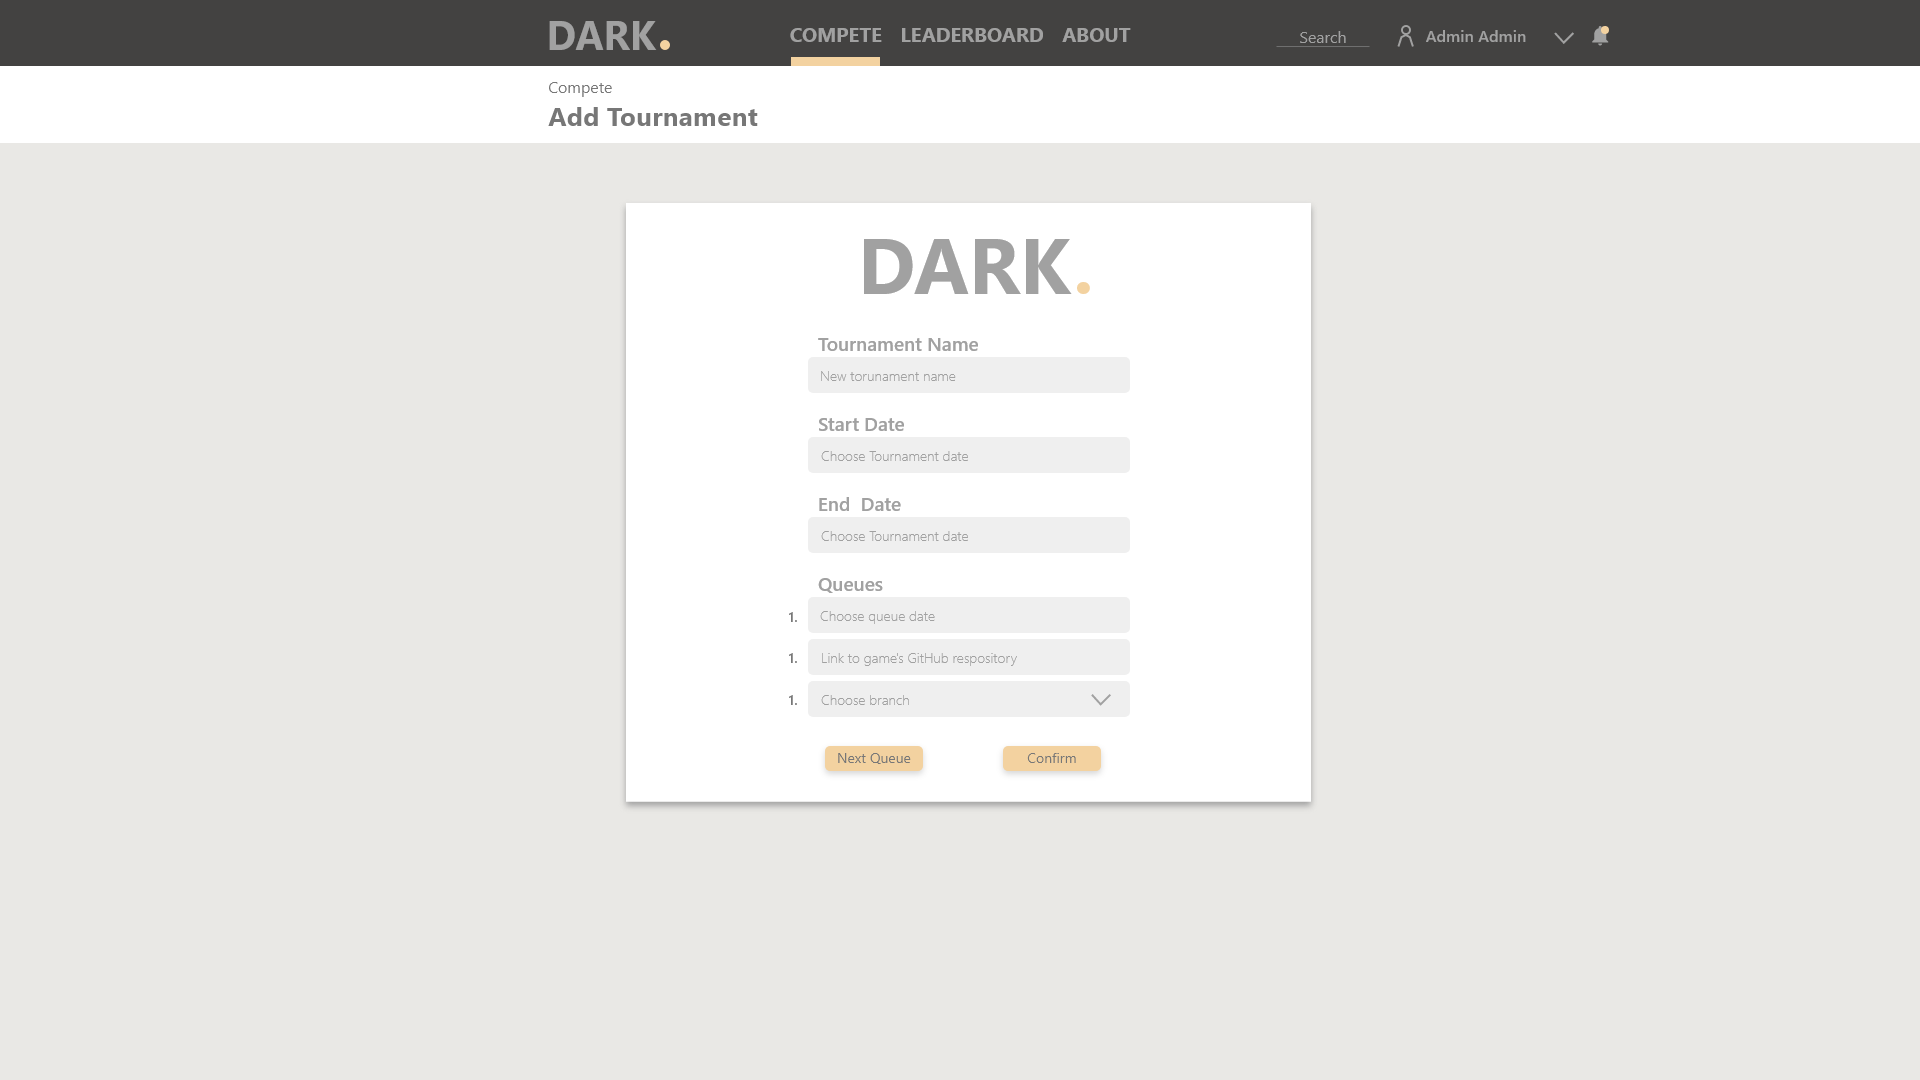 DARK.
COMPETE LEADERBOARD ABOUT
Search
Admin Admin
Compete
Add Tournament
DARK.
Tournament Name
New torunament name
Start Date
Choose Tournament date
End Date
Choose Tournament date
Queues
1. Choose queue date
1. Link to game's GitHub respository
1. Choose branch
Next Queue Confirm